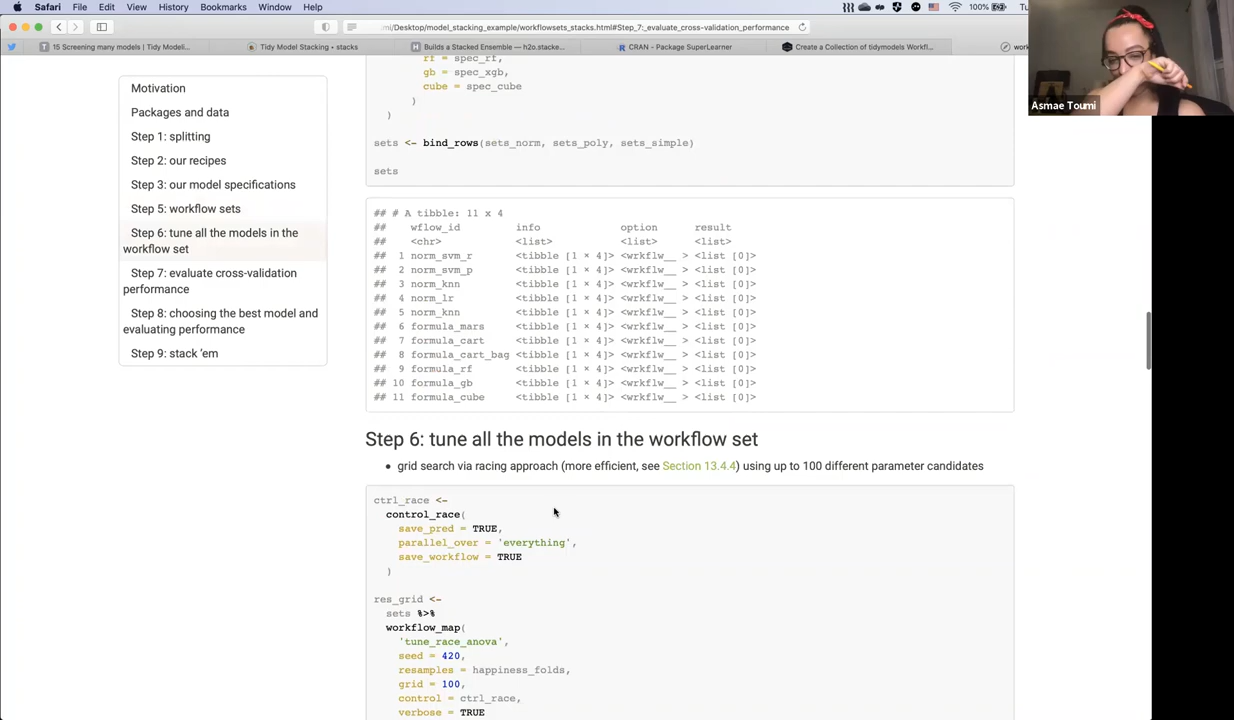 Safari File Edit View History Bookmarks Window Help 100% Tu
mi/Desktop/model_stacking_example/workflowsets_stacks.html#Step_7:_evaluate_cross-validation_performance
15 Screening many models | Tidy Modeli... Tidy Model Stacking • stacks Builds a Stacked Ensemble — h2o.stacke... CRAN - Package SuperLearner Create a Collection of tidymodels Workfl... work
Asmae Toumi
Motivation
Packages and data
Step 1: splitting
Step 2: our recipes
Step 3: our model specifications
Step 5: workflow sets
Step 6: tune all the models in the
workflow set
Step 7: evaluate cross-validation
performance
Step 8: choosing the best model and
evaluating performance
Step 9: stack 'em
rf = spec_rf,
gb = spec_xgb,
cube = spec_cube
)
)
sets <- bind_rows(sets_norm, sets_poly, sets_simple)
sets
## # A tibble: 11 x 4
## wflow_id info option result
## <chr> <list> <list> <list>
## 1 norm_svm_r <tibble [1 × 4]> <wrkflw__ > <list [0]>
## 2 norm_svm_p <tibble [1 × 4]> <wrkflw__ > <list [0]>
## 3 norm_knn <tibble [1 × 4]> <wrkflw__ > <list [0]>
## 4 norm_lr <tibble [1 × 4]> <wrkflw__ > <list [0]>
## 5 norm_knn <tibble [1 × 4]> <wrkflw__ > <list [0]>
## 6 formula_mars <tibble [1 × 4]> <wrkflw__ > <list [0]>
## 7 formula_cart <tibble [1 × 4]> <wrkflw__ > <list [0]>
## 8 formula_cart_bag <tibble [1 × 4]> <wrkflw__ > <list [0]>
## 9 formula_rf <tibble [1 × 4]> <wrkflw__ > <list [0]>
## 10 formula_gb <tibble [1 × 4]> <wrkflw__ > <list [0]>
## 11 formula_cube <tibble [1 × 4]> <wrkflw__ > <list [0]>
Step 6: tune all the models in the workflow set
• grid search via racing approach (more efficient, see Section 13.4.4) using up to 100 different parameter candidates
ctrl_race <-
control_race(
save_pred = TRUE,
parallel_over = 'everything',
save_workflow = TRUE
)
res_grid <-
sets %>%
workflow_map(
'tune_race_anova',
seed = 420,
resamples = happiness_folds,
grid = 100,
control = ctrl_race,
verbose = TRUE